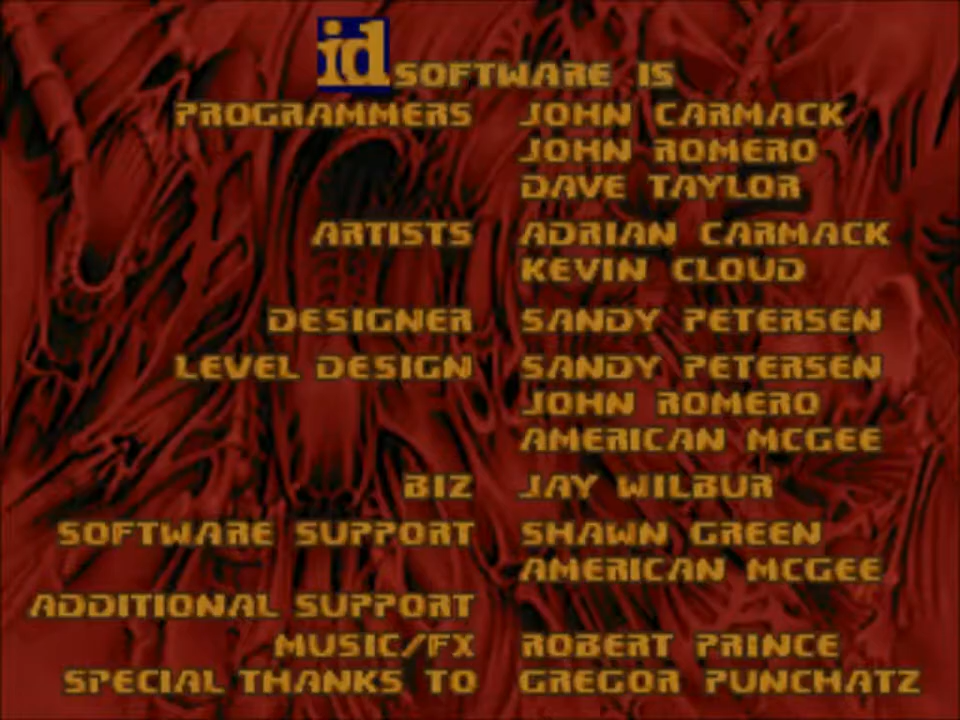 id SOFTWARE IS
PROGRAMMERS JOHN CARMACK
JOHN ROMERO
DAVE TAYLOR
ARTISTS ADRIAN CARMACK
KEVIN CLOUD
DESIGNER SANDY PETERSEN
LEVEL DESIGN SANDY PETERSEN
JOHN ROMERO
AMERICAN MCGEE
BIZ JAY WILBUR
SOFTWARE SUPPORT SHAWN GREEN
AMERICAN MCGEE
ADDITIONAL SUPPORT
MUSIC/FX ROBERT PRINCE
SPECIAL THANKS TO GREGOR PUNCHATZ